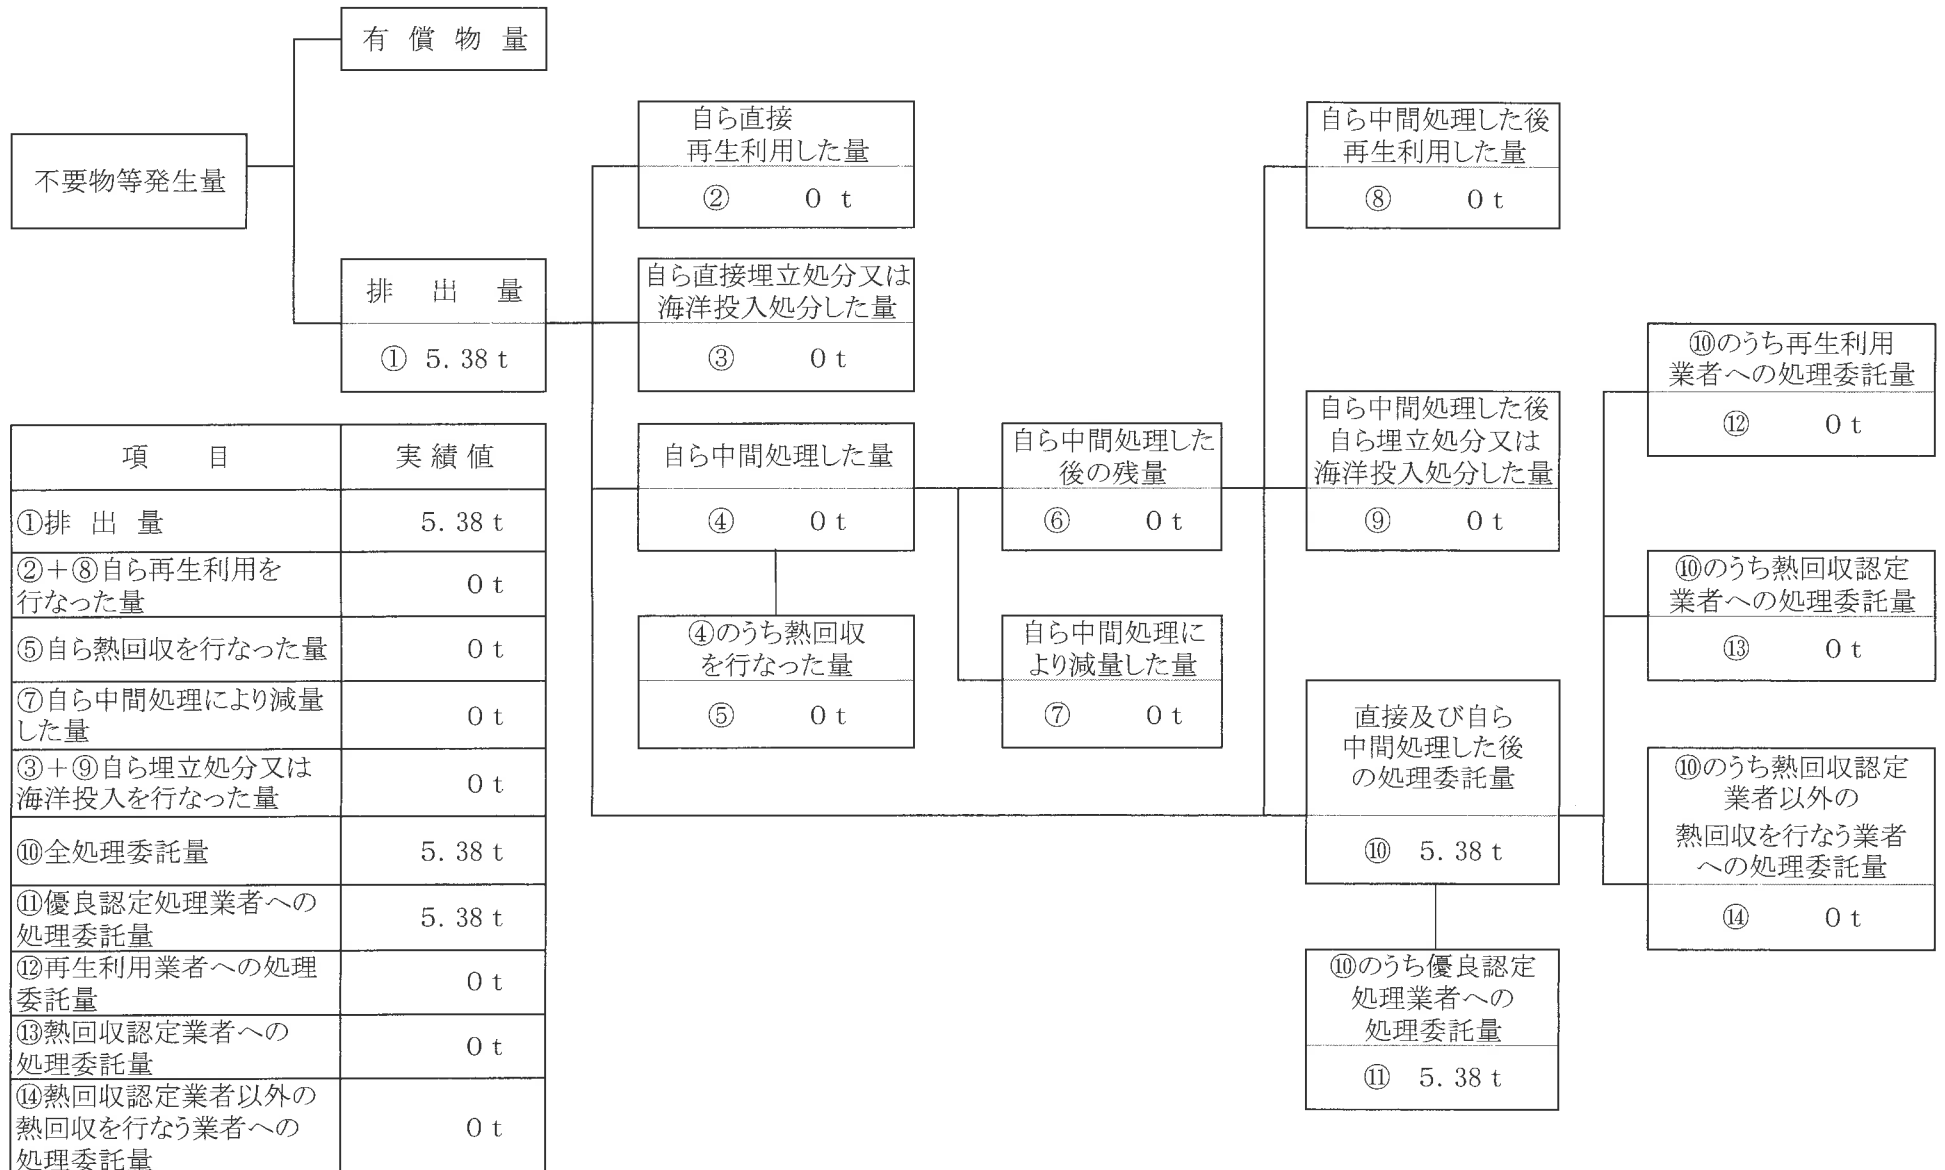 有 償 物 量
不要物等発生量
排 出 量
① 5.38 t
自ら直接
再生利用した量
② 0 t
自ら直接埋立処分又は
海洋投入処分した量
③ 0 t
自ら中間処理した量
④ 0 t
④のうち熱回収
を行なった量
⑤ 0 t
自ら中間処理した
後の残量
⑥ 0 t
自ら中間処理に
より減量した量
⑦ 0 t
自ら中間処理した後
再生利用した量
⑧ 0 t
自ら中間処理した後
自ら埋立処分又は
海洋投入処分した量
⑨ 0 t
直接及び自ら
中間処理した後
の処理委託量
⑩ 5.38 t
⑩のうち優良認定
処理業者への
処理委託量
⑪ 5.38 t
⑩のうち再生利用
業者への処理委託量
⑫ 0 t
⑩のうち熱回収認定
業者への処理委託量
⑬ 0 t
⑩のうち熱回収認定
業者以外の
熱回収を行なう業者
への処理委託量
⑭ 0 t
項 目 実績値
①排 出 量 5.38 t
②+⑧自ら再生利用を
行なった量 0 t
⑤自ら熱回収を行なった量 0 t
⑦自ら中間処理により減量
した量 0 t
③+⑨自ら埋立処分又は
海洋投入を行なった量 0 t
⑩全処理委託量 5.38 t
⑪優良認定処理業者への
処理委託量 5.38 t
⑫再生利用業者への処理
委託量 0 t
⑬熱回収認定業者への
処理委託量 0 t
⑭熱回収認定業者以外の
熱回収を行なう業者への 0 t
処理委託量